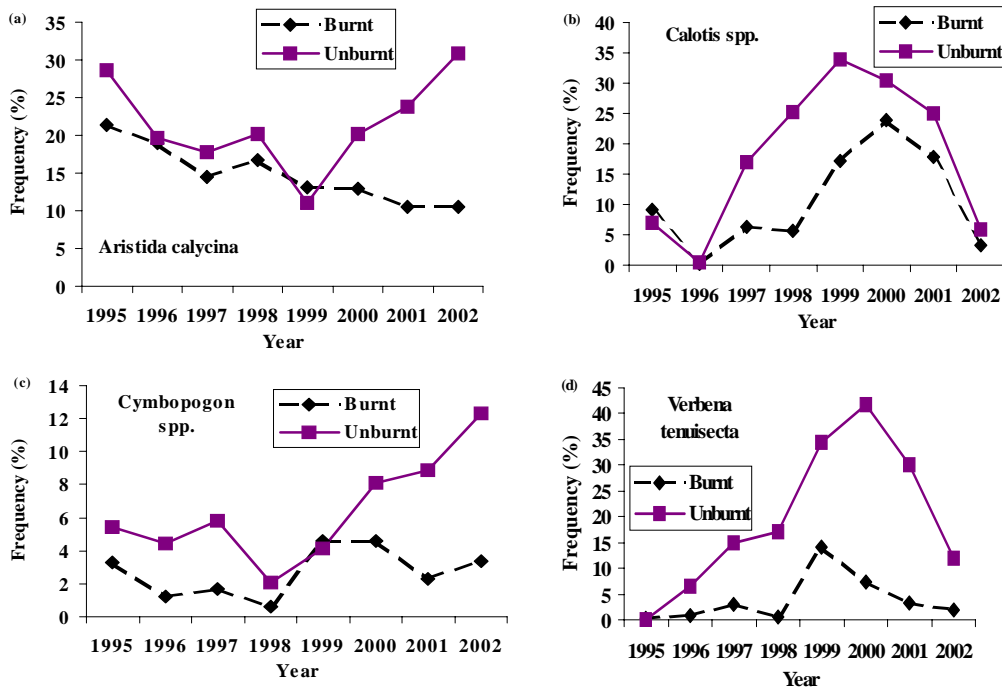 (a)
Burnt
Unburnt
35
30
25
20
15
10
5
0
Frequency (%)
Aristida calycina
1995 1996 1997 1998 1999 2000 2001 2002
Year
(b)
Calotis spp.
Burnt
Unburnt
40
35
30
25
20
15
10
5
0
Frequency (%)
1995 1996 1997 1998 1999 2000 2001 2002
Year
(c)
Cymbopogon
spp.
Burnt
Unburnt
14
12
10
8
6
4
2
0
Frequency (%)
1995 1996 1997 1998 1999 2000 2001 2002
Year
(d)
Verbena
tenuisecta
Burnt
Unburnt
45
40
35
30
25
20
15
10
5
0
Frequency (%)
1995 1996 1997 1998 1999 2000 2001 2002
Year